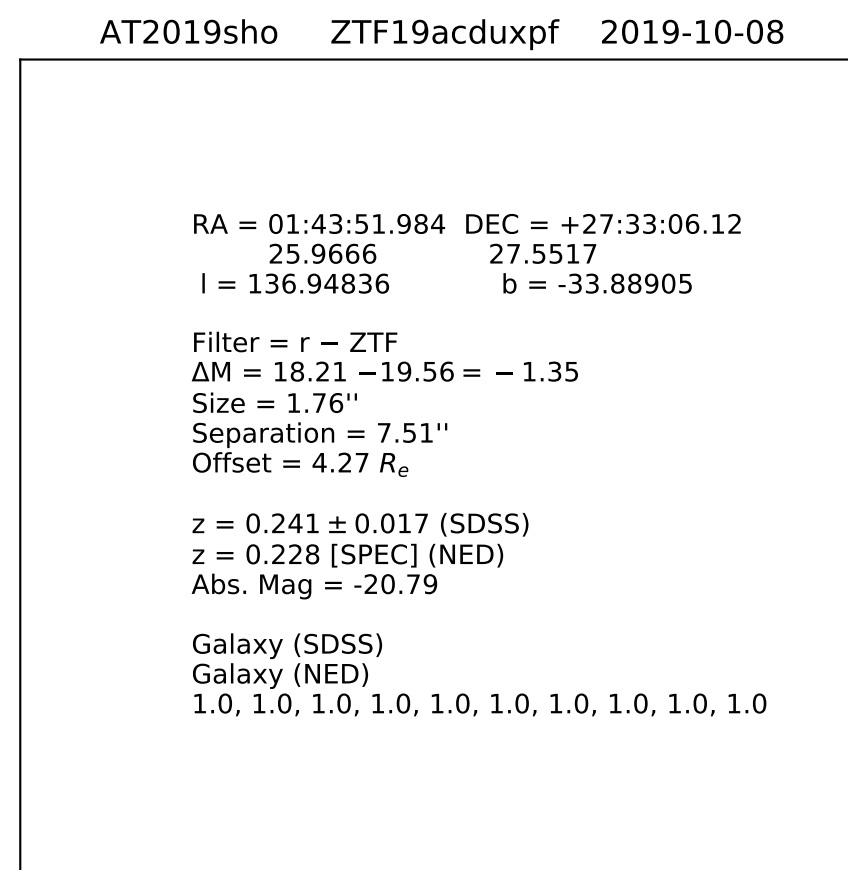 AT2019sho ZTF19acduxpf 2019-10-08
RA = 01:43:51.984 DEC = +27:33:06.12
25.9666 27.5517
l = 136.94836 b = -33.88905
Filter = r − ZTF
ΔM = 18.21 −19.56 = − 1.35
Size = 1.76''
Separation = 7.51''
Offset = 4.27 Rₑ
z = 0.241 ± 0.017 (SDSS)
z = 0.228 [SPEC] (NED)
Abs. Mag = -20.79
Galaxy (SDSS)
Galaxy (NED)
1.0, 1.0, 1.0, 1.0, 1.0, 1.0, 1.0, 1.0, 1.0, 1.0